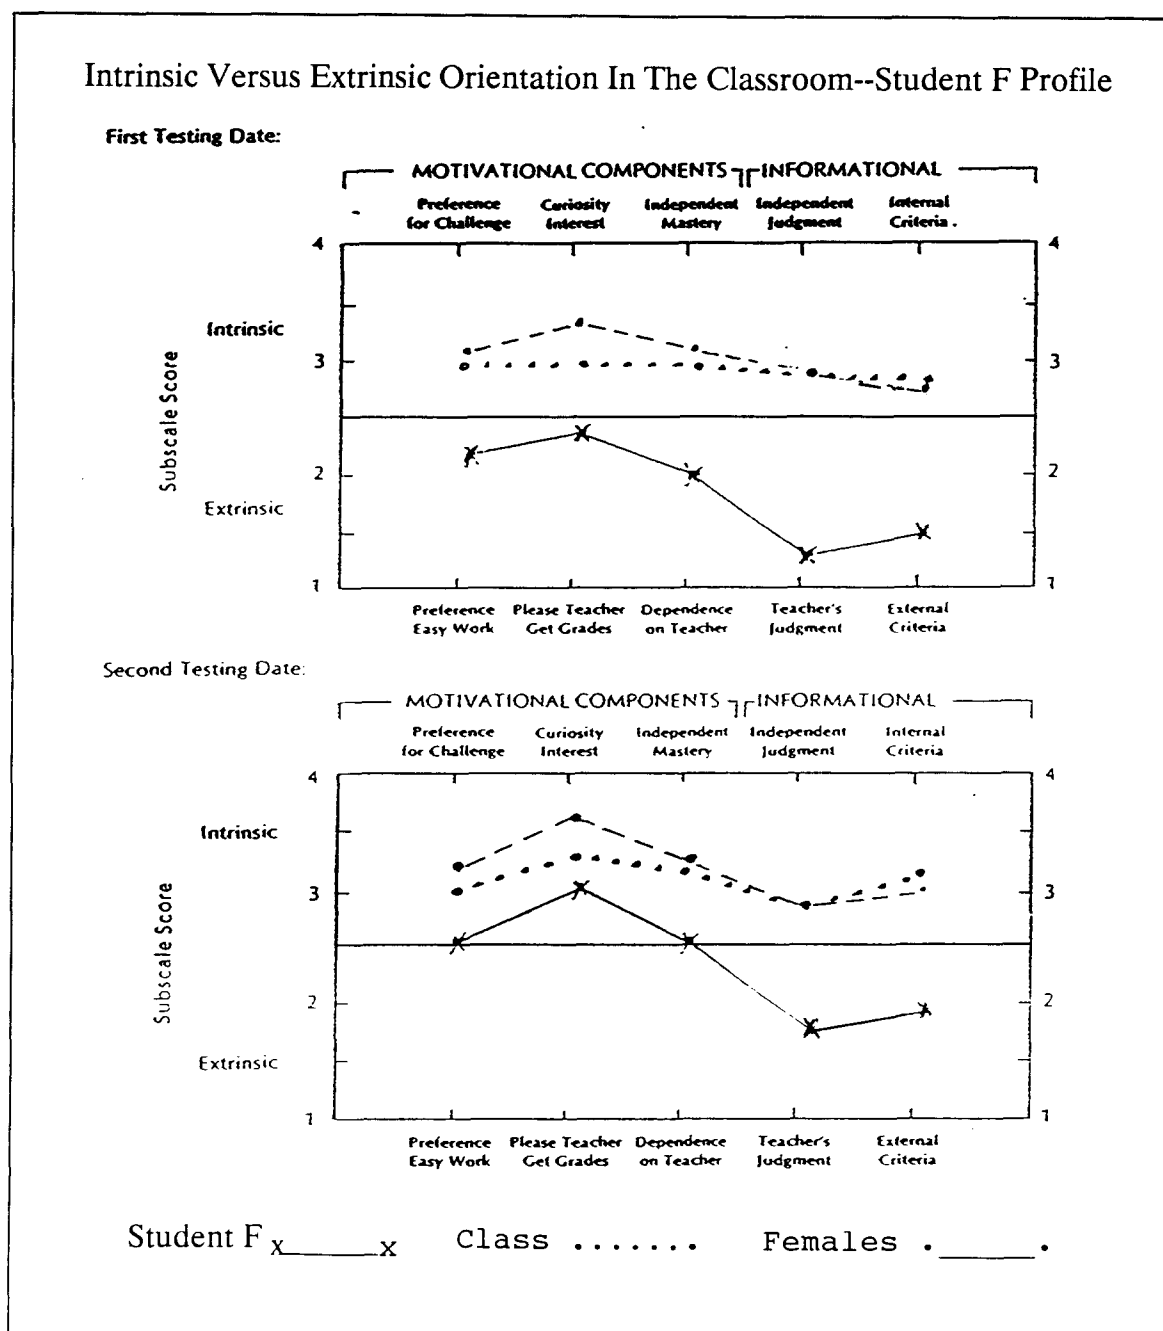 Intrinsic Versus Extrinsic Orientation In The Classroom--Student F Profile
First Testing Date:
MOTIVATIONAL COMPONENTS INFORMATIONAL
Preference Curiosity Independent Independent Internal
for Challenge Interest Mastery Judgment Criteria.
4 4
Intrinsic
3 3
Subscale Score
2 2
Extrinsic
1 1
Preference Please Teacher Dependence Teacher's External
Easy Work Get Grades on Teacher Judgment Criteria
Second Testing Date:
MOTIVATIONAL COMPONENTS INFORMATIONAL
Preference Curiosity Independent Independent Internal
for Challenge Interest Mastery Judgment Criteria
4 4
Intrinsic
3 3
Subscale Score
2 2
Extrinsic
1 1
Preference Please Teacher Dependence Teacher's External
Easy Work Get Grades on Teacher Judgment Criteria
Student F x______x Class ....... Females .______.